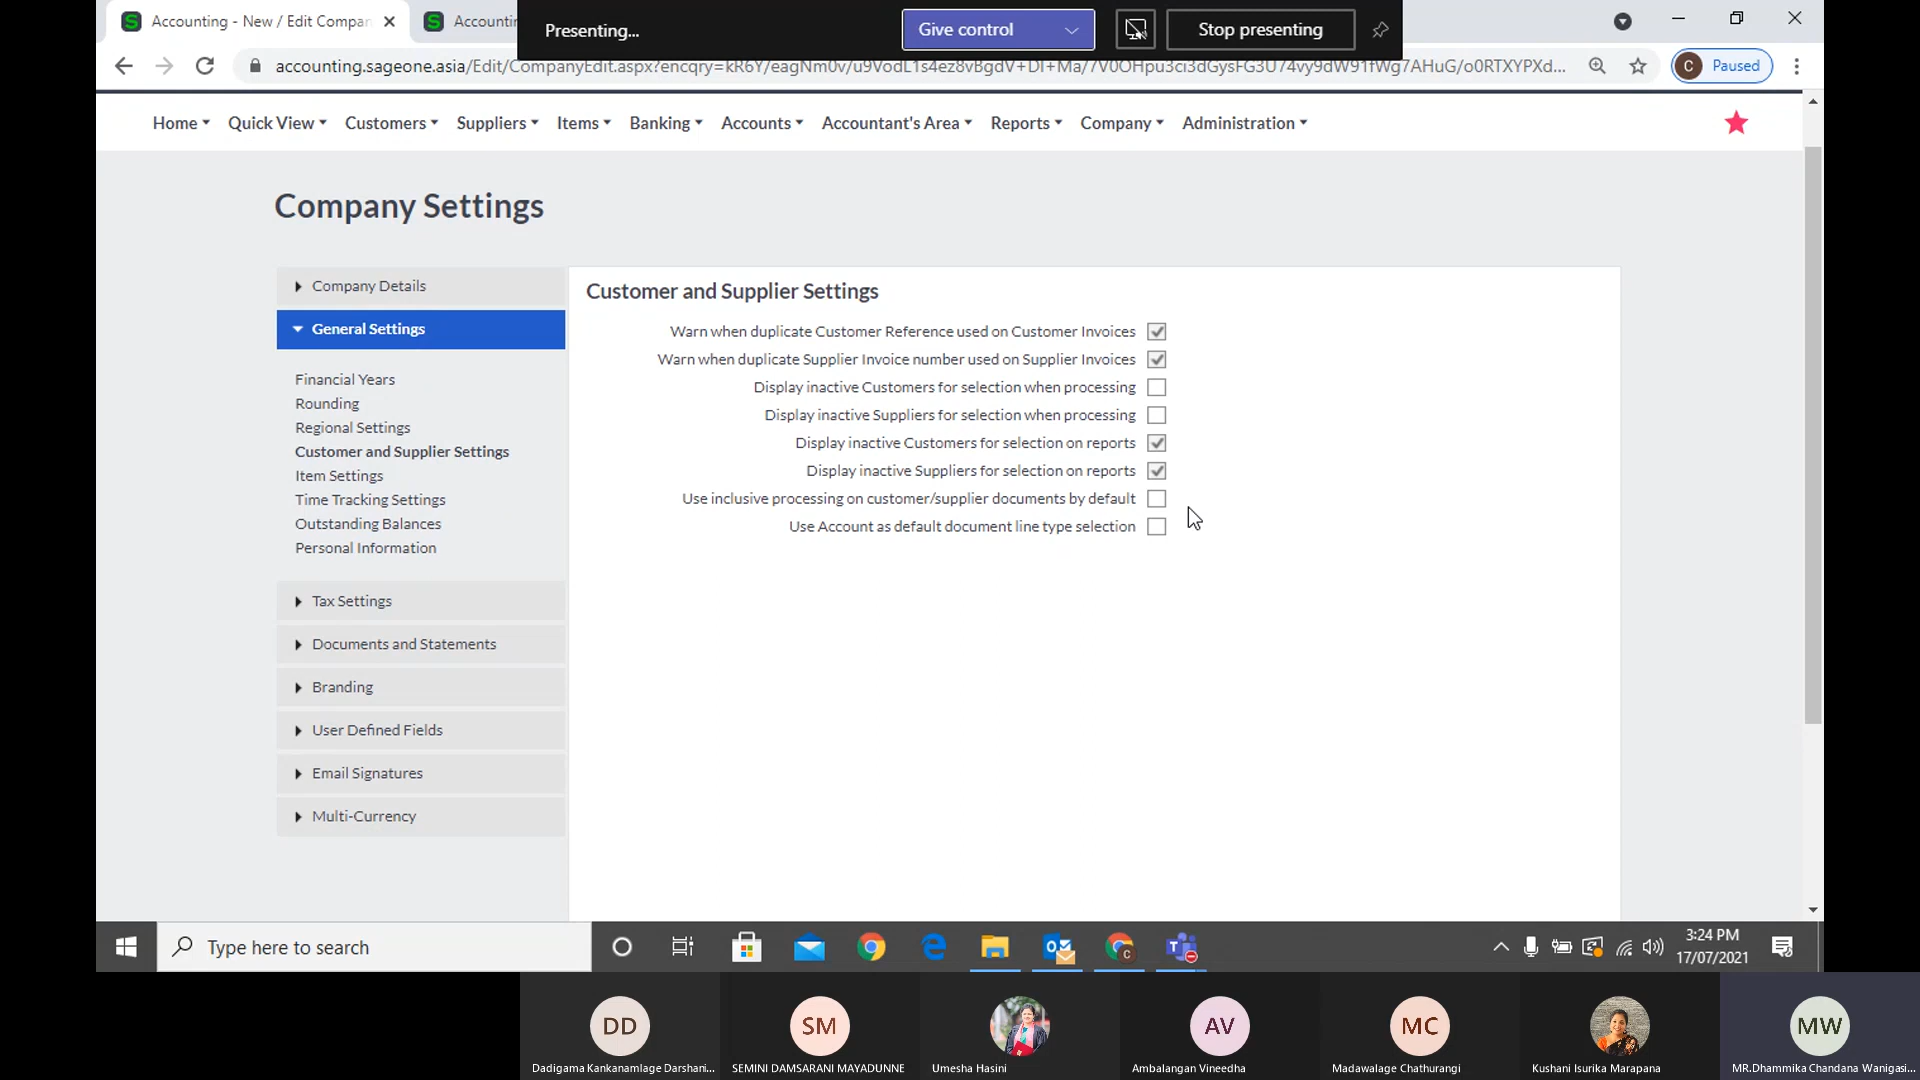 Accounting - New / Edit Compan
Accountin
Presenting...
Give control
Stop presenting
accounting.sageone.asia/Edit/CompanyEdit.aspx?encqry=
C
Paused
Home
Quick View
Customers
Suppliers
Items
Banking
Accounts
Accountant's Area
Reports
Company
Administration
Company Settings
Company Details
General Settings
Financial Years
Rounding
Regional Settings
Customer and Supplier Settings
Item Settings
Time Tracking Settings
Outstanding Balances
Personal Information
Tax Settings
Documents and Statements
Branding
User Defined Fields
Email Signatures
Multi-Currency
Customer and Supplier Settings
Warn when duplicate Customer Reference used on Customer Invoices
Warn when duplicate Supplier Invoice number used on Supplier Invoices
Display inactive Customers for selection when processing
Display inactive Suppliers for selection when processing
Display inactive Customers for selection on reports
Display inactive Suppliers for selection on reports
Use inclusive processing on customer/supplier documents by default
Use Account as default document line type selection
Type here to search
3:24 PM
17/07/2021
DD
SM
AV
MC
MW
Dadigama Kankanamlage Darshani...
SEMINI DAMSARANI MAYADUNNE
Umesha Hasini
Ambalangan Vineedha
Madawalage Chathurangi
Kushani Isurika Marapana
MR.Dhammika Chandana Wanigasi...